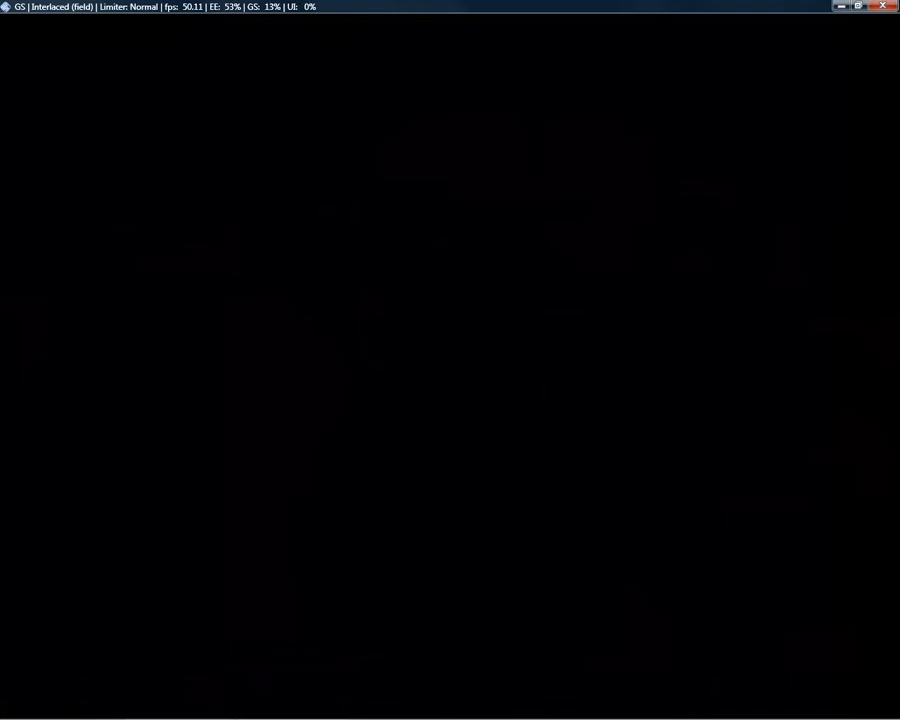 GS | Interlaced (field) | Limiter: Normal | fps: 50.11 | EE: 53% | GS: 13% | UI: 0%